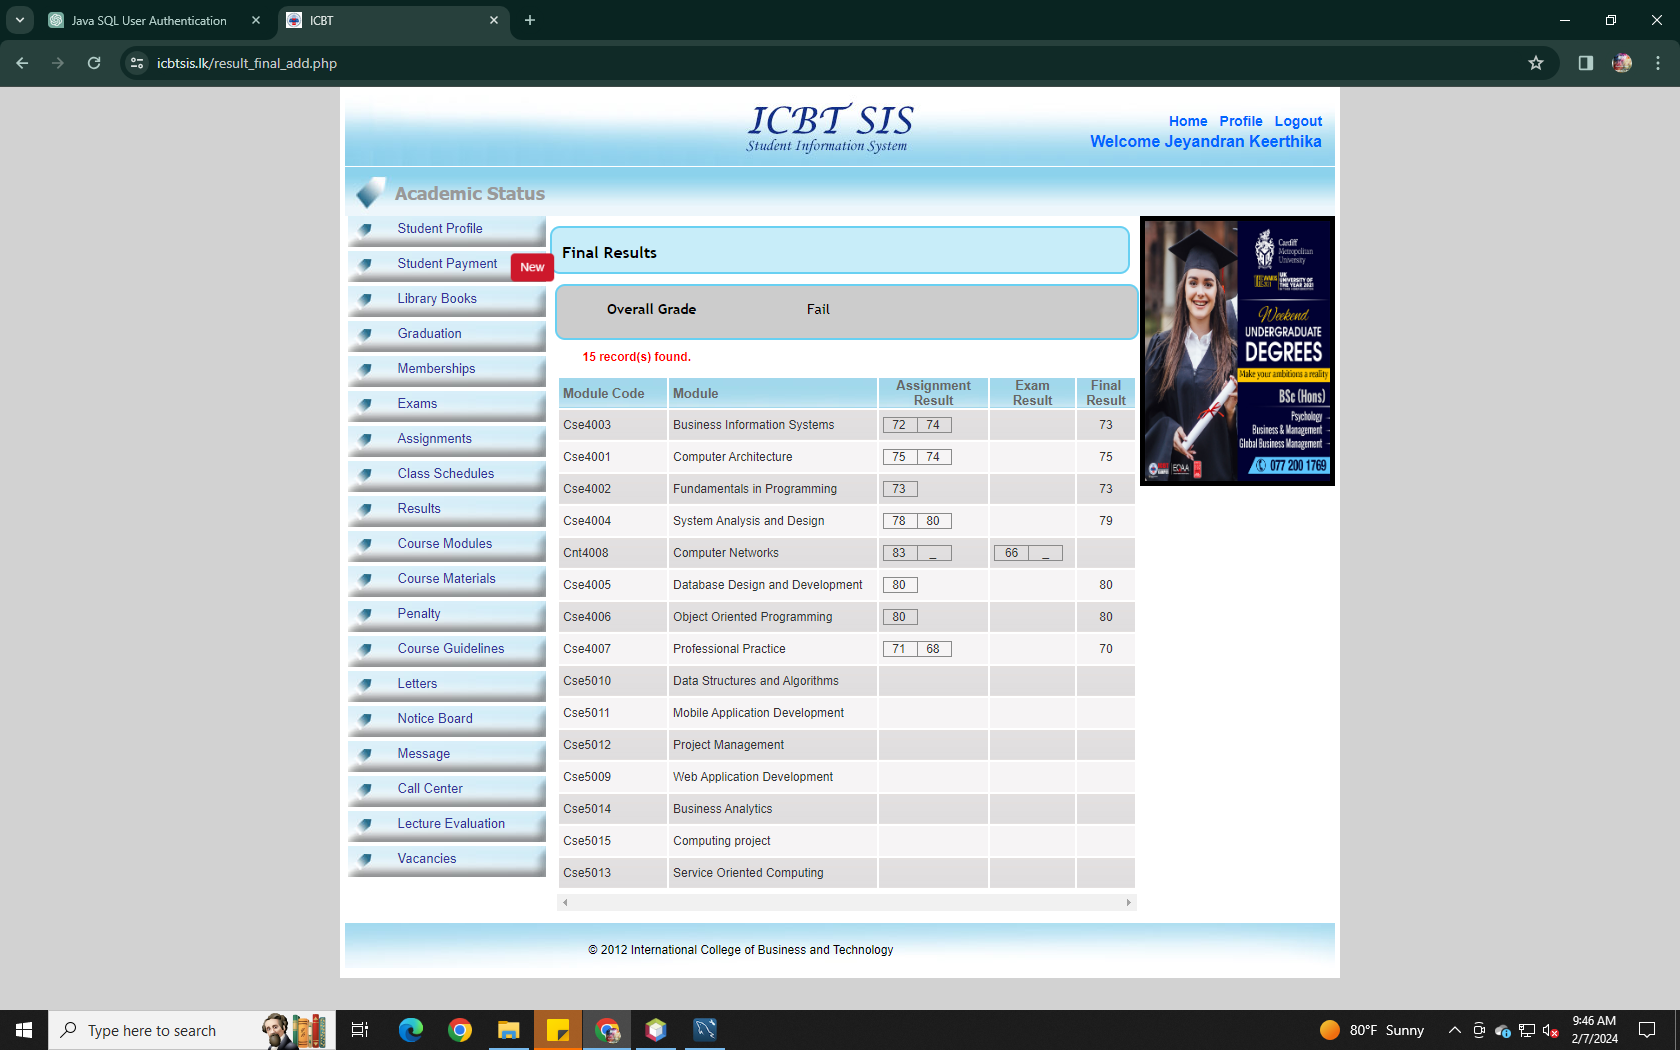 Java SQL User Authentication
ICBT
icbtsis.lk/result_final_add.php
ICBT SIS
Student Information System
Home Profile Logout
Welcome Jeyandran Keerthika
Academic Status
Student Profile
Student Payment New
Library Books
Graduation
Memberships
Exams
Assignments
Class Schedules
Results
Course Modules
Course Materials
Penalty
Course Guidelines
Letters
Notice Board
Message
Call Center
Lecture Evaluation
Vacancies
Final Results
Overall Grade Fail
15 record(s) found.
Module Code Module Assignment Result Exam Result Final Result
Cse4003 Business Information Systems 72 74 73
Cse4001 Computer Architecture 75 74 75
Cse4002 Fundamentals in Programming 73 73
Cse4004 System Analysis and Design 78 80 79
Cnt4008 Computer Networks 83 _ 66 _
Cse4005 Database Design and Development 80 80
Cse4006 Object Oriented Programming 80 80
Cse4007 Professional Practice 71 68 70
Cse5010 Data Structures and Algorithms
Cse5011 Mobile Application Development
Cse5012 Project Management
Cse5009 Web Application Development
Cse5014 Business Analytics
Cse5015 Computing project
Cse5013 Service Oriented Computing
Cardiff
Metropolitan
University
UK
UNIVERSITY OF
THE YEAR 2021
Weekend
UNDERGRADUATE
DEGREES
Make your ambitions a reality
BSc (Hons)
Psychology
Business & Management
Global Business Management
077 200 1769
© 2012 International College of Business and Technology
Type here to search
80°F Sunny
9:46 AM
2/7/2024